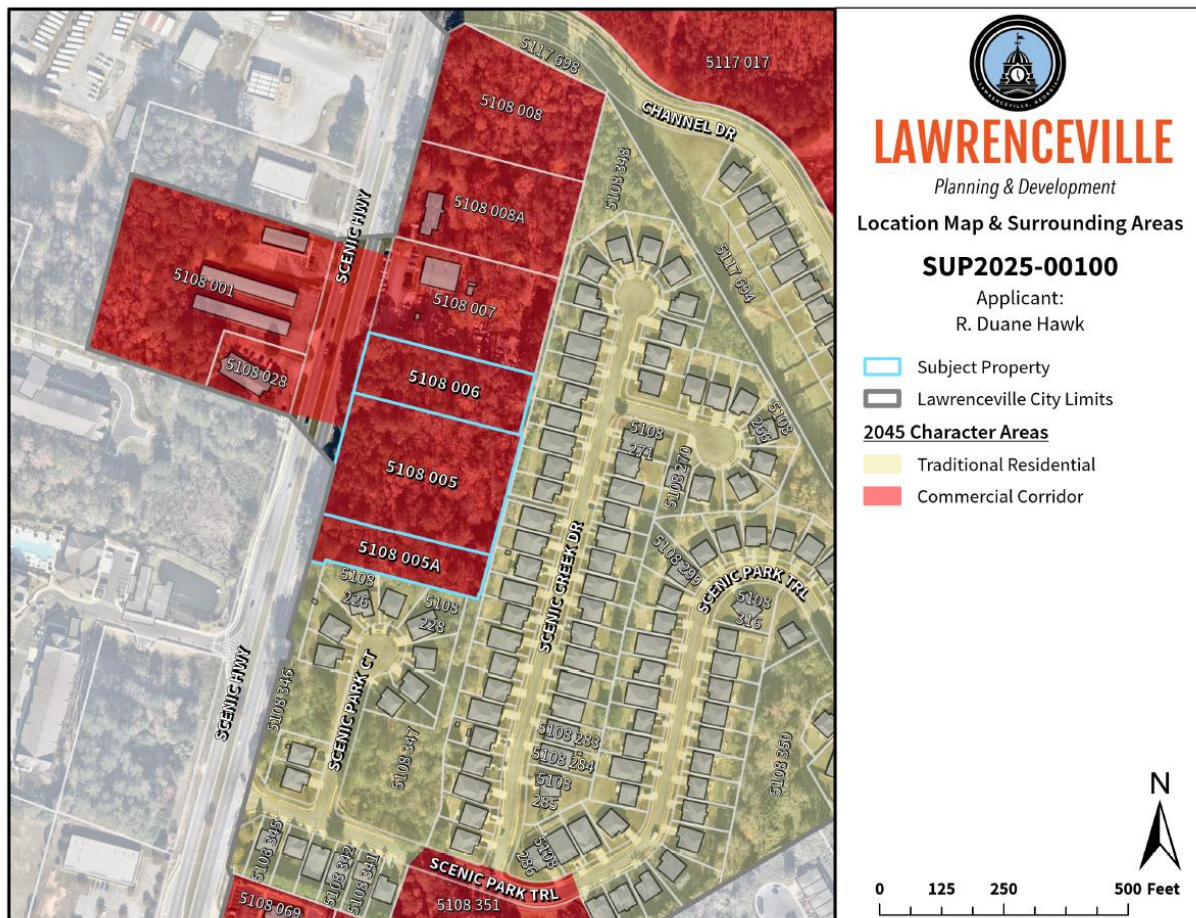 5117 698
5117 017
5108 008
CHANNEL DR
5108 348
5108 008A
SCENIC HWY
5117 694
5108 001
5108 007
5108 028
5108 006
5108
266
5108
271
5108 270
5108 005
SCENIC CREEK DR
5108 005A
5108 299
SCENIC PARK TRL
5108
316
5108
226
5108
228
SCENIC PARK CT
5108 346
SCENIC HWY
5108 347
5108 283
5108 284
5108
285
5108 350
5108 345
5108 342
5108 341
5108
286
SCENIC PARK TRL
5108 069
5108 351
LAWRENCEVILLE, GEORGIA
LAWRENCEVILLE
Planning & Development
Location Map & Surrounding Areas
SUP2025-00100
Applicant:
R. Duane Hawk
Subject Property
Lawrenceville City Limits
2045 Character Areas
Traditional Residential
Commercial Corridor
N
0 125 250 500 Feet